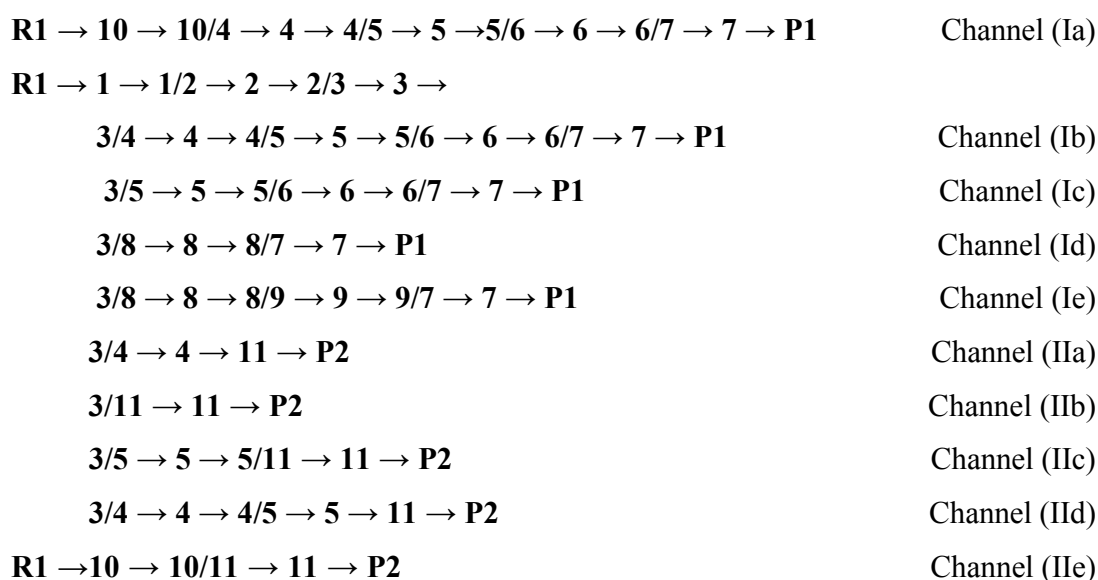 R1 → 10 → 10/4 → 4 → 4/5 → 5 →5/6 → 6 → 6/7 → 7 → P1 Channel (Ia)
R1 → 1 → 1/2 → 2 → 2/3 → 3 →
3/4 → 4 → 4/5 → 5 → 5/6 → 6 → 6/7 → 7 → P1 Channel (Ib)
3/5 → 5 → 5/6 → 6 → 6/7 → 7 → P1 Channel (Ic)
3/8 → 8 → 8/7 → 7 → P1 Channel (Id)
3/8 → 8 → 8/9 → 9 → 9/7 → 7 → P1 Channel (Ie)
3/4 → 4 → 11 → P2 Channel (IIa)
3/11 → 11 → P2 Channel (IIb)
3/5 → 5 → 5/11 → 11 → P2 Channel (IIc)
3/4 → 4 → 4/5 → 5 → 11 → P2 Channel (IId)
R1 →10 → 10/11 → 11 → P2 Channel (IIe)